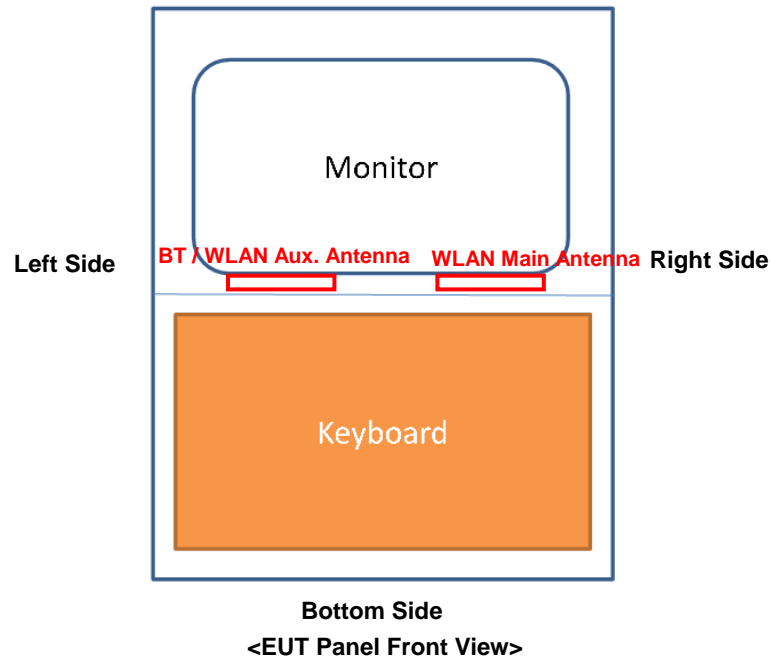 Monitor
BT / WLAN Aux. Antenna
WLAN Main Antenna
Left Side
Right Side
Keyboard
Bottom Side
<EUT Panel Front View>